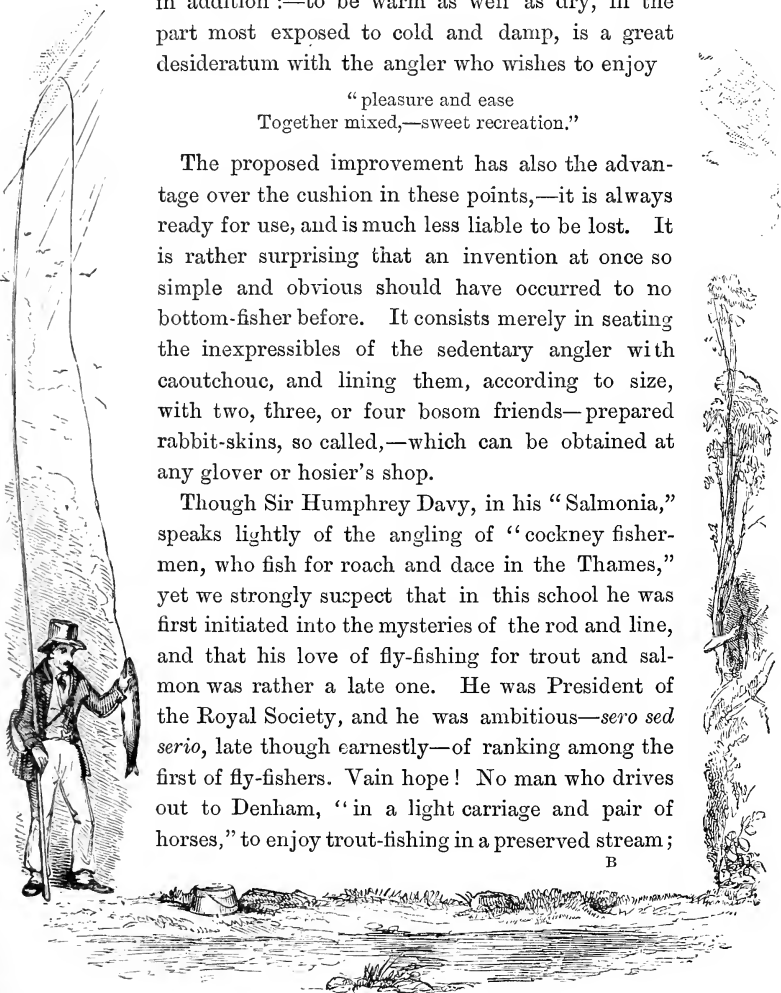 in addition :—to be warm as well as dry, in the
part most exposed to cold and damp, is a great
desideratum with the angler who wishes to enjoy
“ pleasure and ease
Together mixed,—sweet recreation.”
The proposed improvement has also the advan-
tage over the cushion in these points,—it is always
ready for use, and is much less liable to be lost. It
is rather surprising that an invention at once so
simple and obvious should have occurred to no
bottom-fisher before. It consists merely in seating
the inexpressibles of the sedentary angler with
caoutchouc, and lining them, according to size,
with two, three, or four bosom friends—prepared
rabbit-skins, so called,—which can be obtained at
any glover or hosier’s shop.
Though Sir Humphrey Davy, in his “ Salmonia,”
speaks lightly of the angling of “ cockney fisher-
men, who fish for roach and dace in the Thames,”
yet we strongly suspect that in this school he was
first initiated into the mysteries of the rod and line,
and that his love of fly-fishing for trout and sal-
mon was rather a late one. He was President of
the Royal Society, and he was ambitious—sero sed
serio, late though earnestly—of ranking among the
first of fly-fishers. Vain hope ! No man who drives
out to Denham, “ in a light carriage and pair of
horses,” to enjoy trout-fishing in a preserved stream ;
B